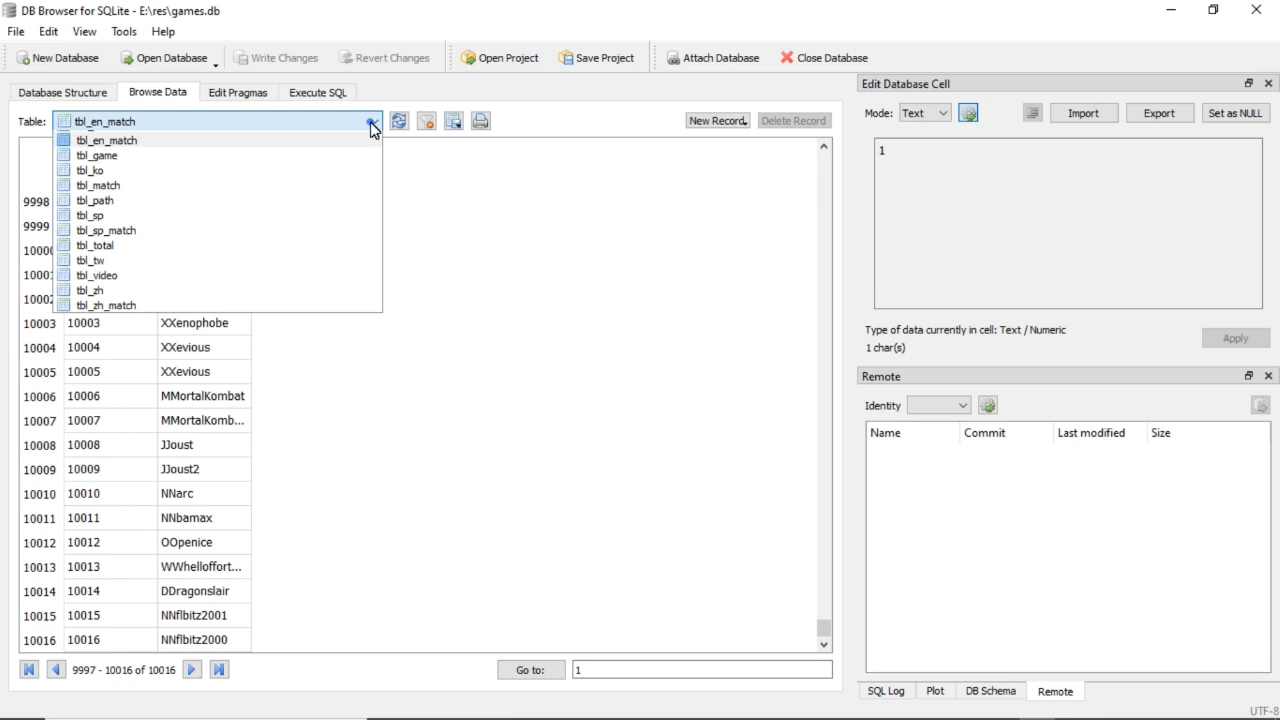 DB Browser for SQLite - E:\res\games.db
File Edit View Tools Help
New Database Open Database Write Changes Revert Changes Open Project Save Project Attach Database Close Database
Database Structure Browse Data Edit Pragmas Execute SQL
Table: tbl_en_match New Record Delete Record
tbl_en_match
tbl_game
tbl_ko
tbl_match
tbl_path
tbl_sp
tbl_sp_match
tbl_total
tbl_tw
tbl_video
tbl_zh
tbl_zh_match
9998
9999
10003 10003 XXenophobe
10004 10004 XXevious
10005 10005 XXevious
10006 10006 MMortalKombat
10007 10007 MMortalKomb...
10008 10008 JJoust
10009 10009 JJoust2
10010 10010 NNarc
10011 10011 NNbamax
10012 10012 OOpenice
10013 10013 WWhelloffort...
10014 10014 DDragonslair
10015 10015 NNflbitz2001
10016 10016 NNflbitz2000
9997 - 10016 of 10016 Go to: 1
Edit Database Cell
Mode: Text Import Export Set as NULL
1
Type of data currently in cell: Text / Numeric
1 char(s)
Apply
Remote
Identity
Name Commit Last modified Size
SQL Log Plot DB Schema Remote
UTF-8